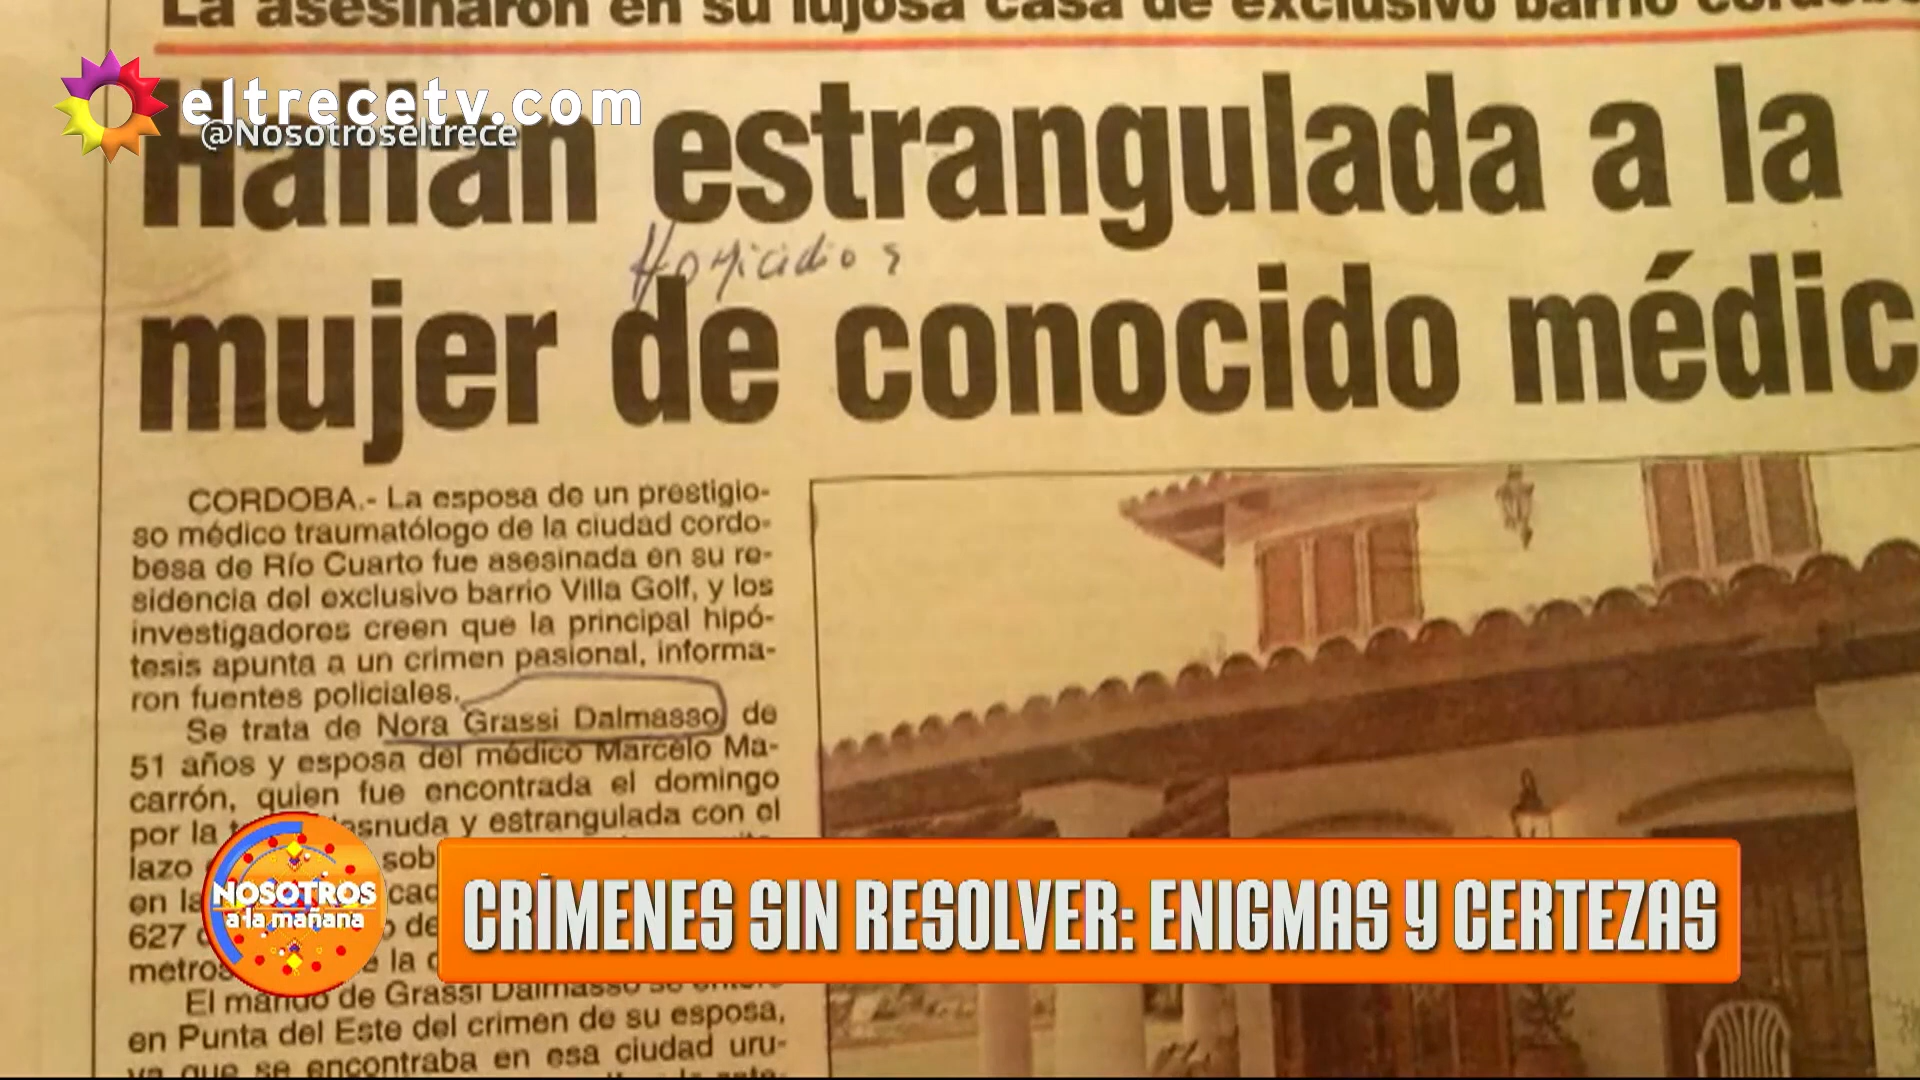 La asesinaron en su lujosa casa de exclusivo barrio
eltrecetv.com
@Nosotroseltrece
Hallan estrangulada a la
Homicidios
mujer de conocido médic
CORDOBA.- La esposa de un prestigio-
so médico traumatólogo de la ciudad cordo-
besa de Río Cuarto fue asesinada en su re-
sidencia del exclusivo barrio Villa Golf, y los
investigadores creen que la principal hipó-
tesis apunta a un crimen pasional, informa-
ron fuentes policiales.
Se trata de Nora Grassi Dalmasso, de
51 años y esposa del médico Marcelo Ma-
carrón, quien fue encontrada el domingo
por la esnuda y estrangulada con el
lazo sob
en la cac
627 de
metros e la
El marido de Grassi Dalmasso se
en Punta del Este del crimen de su esposa,
ya que se encontraba en esa ciudad uru-
NOSOTROS
a la mañana
CRÍMENES SIN RESOLVER: ENIGMAS Y CERTEZAS